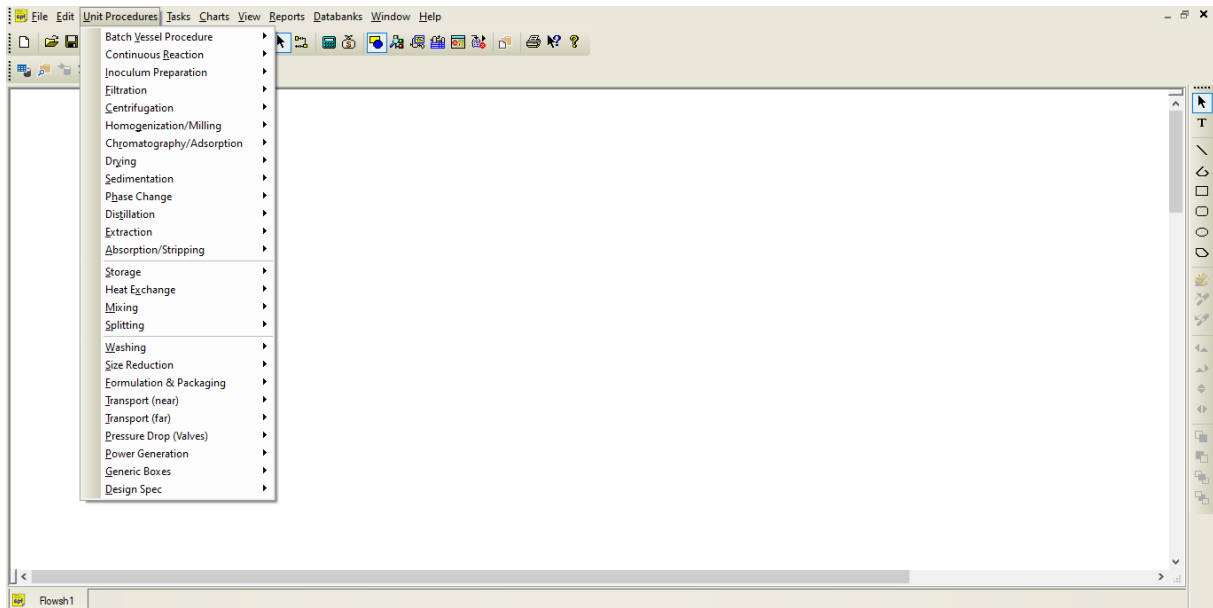 File Edit Unit Procedures Tasks Charts View Reports Databanks Window Help
Batch Vessel Procedure
Continuous Reaction
Inoculum Preparation
Filtration
Centrifugation
Homogenization/Milling
Chromatography/Adsorption
Drying
Sedimentation
Phase Change
Distillation
Extraction
Absorption/Stripping
Storage
Heat Exchange
Mixing
Splitting
Washing
Size Reduction
Formulation & Packaging
Transport (near)
Transport (far)
Pressure Drop (Valves)
Power Generation
Generic Boxes
Design Spec
T
Flowsh1